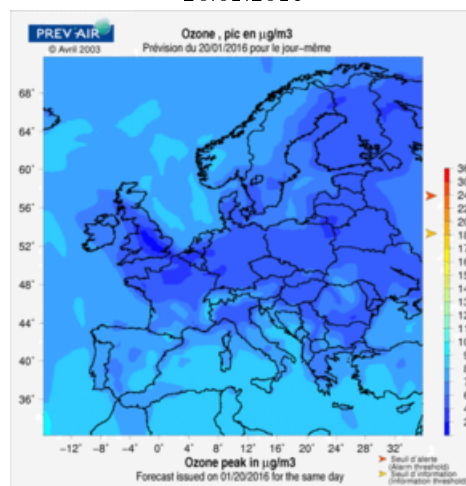 PREV'AIR
© Avril 2003
Ozone , pic en µg/m3
Prévision du 20/01/2016 pour le jour-même
68°
64°
60°
56°
52°
48°
44°
40°
36°
-12° -8° -4° 0° 4° 8° 12° 16° 20° 24° 28° 32°
Ozone peak in µg/m3
Forecast issued on 01/20/2016 for the same day
Seuil d'alerte
(Alarm threshold)
Seuil d'information
(Information threshold)